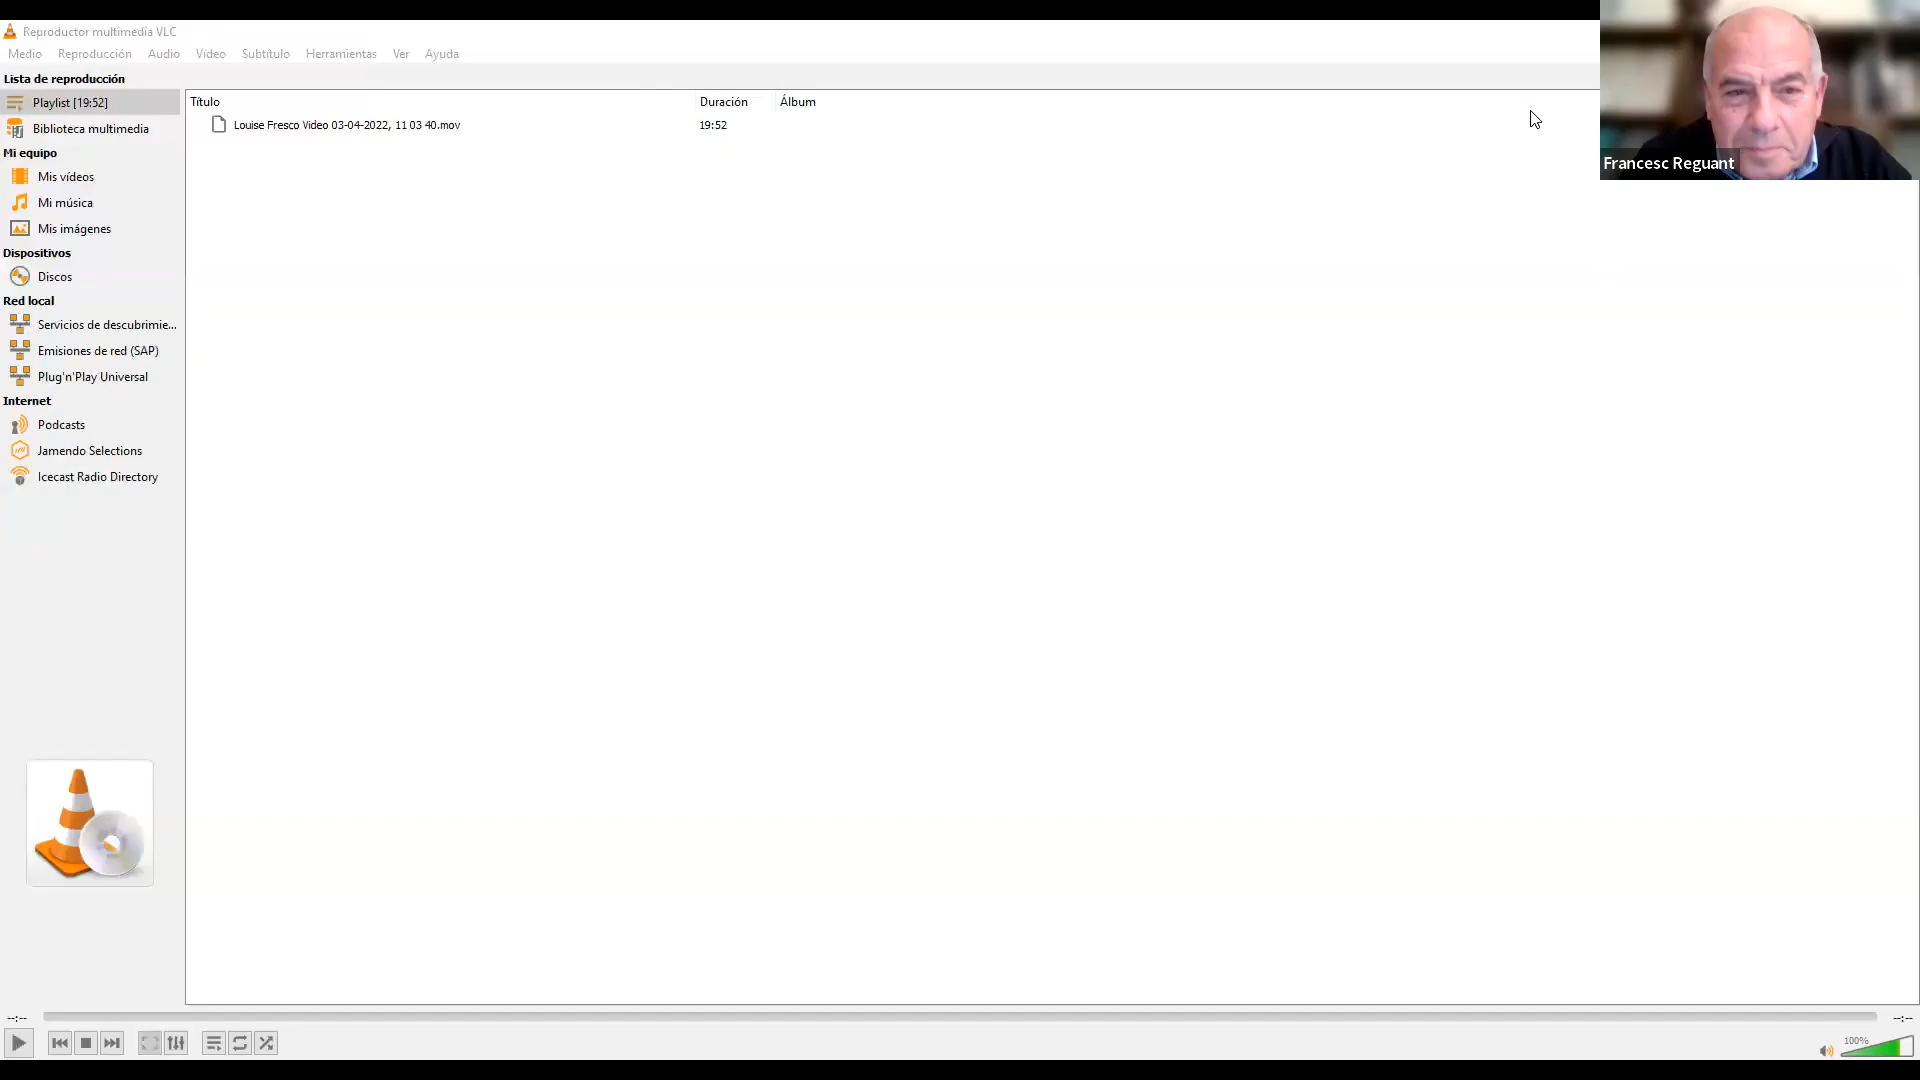 Reproductor multimedia VLC
Medio Reproducción Audio Vídeo Subtítulo Herramientas Ver Ayuda
Lista de reproducción
Playlist [19:52]
Biblioteca multimedia
Mi equipo
Mis vídeos
Mi música
Mis imágenes
Dispositivos
Discos
Red local
Servicios de descubrimie...
Emisiones de red (SAP)
Plug'n'Play Universal
Internet
Podcasts
Jamendo Selections
Icecast Radio Directory
Título Duración Álbum
Louise Fresco Video 03-04-2022, 11 03 40.mov 19:52
Francesc Reguant
--:-- --:--
100%